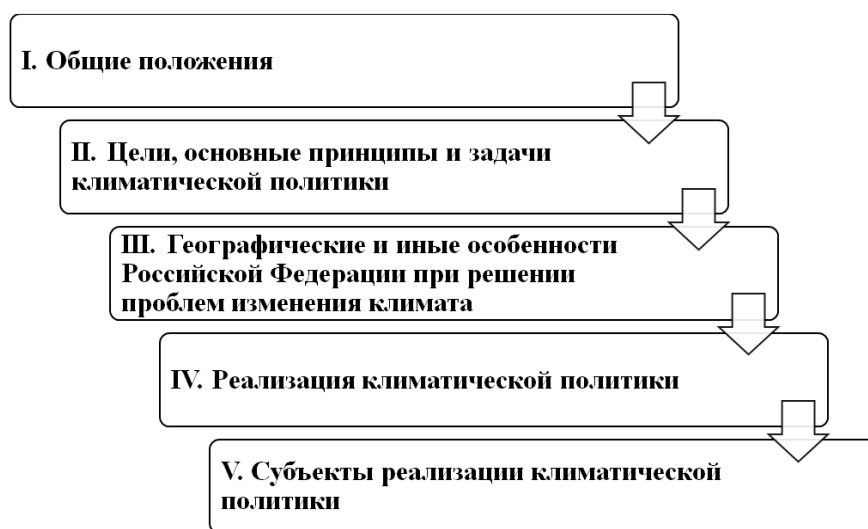 I. Общие положения
II. Цели, основные принципы и задачи
климатической политики
III. Географические и иные особенности
Российской Федерации при решении
проблем изменения климата
IV. Реализация климатической политики
V. Субъекты реализации климатической
политики